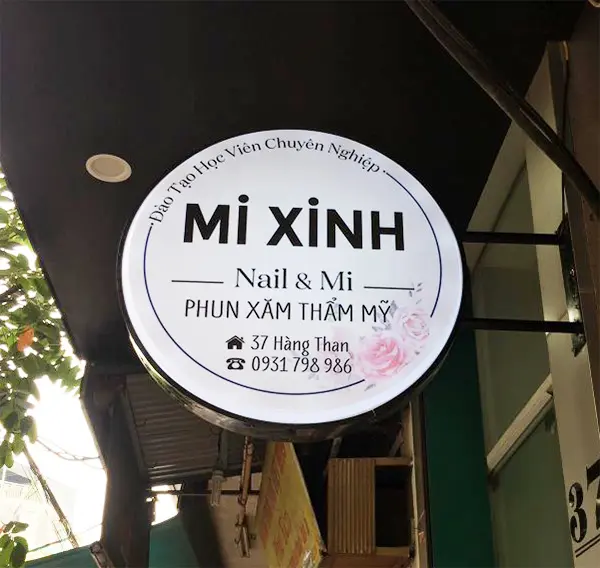 Đào Tạo Học Viên Chuyên Nghiệp
Mi XiNH
Nail & Mi
PHUN XĂM THẨM MỸ
37 Hàng Than
0931 798 986
37